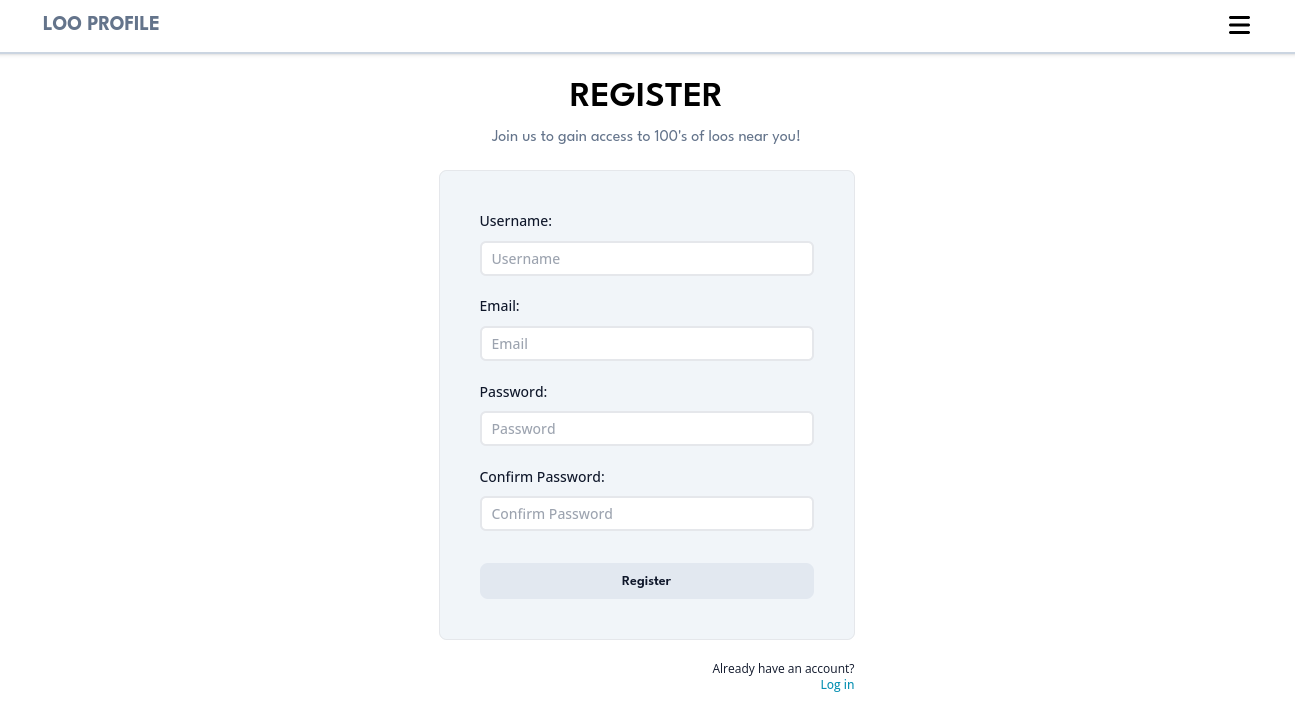 LOO PROFILE
REGISTER
Join us to gain access to 100's of loos near you!
Username:
Username
Email:
Email
Password:
Password
Confirm Password:
Confirm Password
Register
Already have an account?
Log in